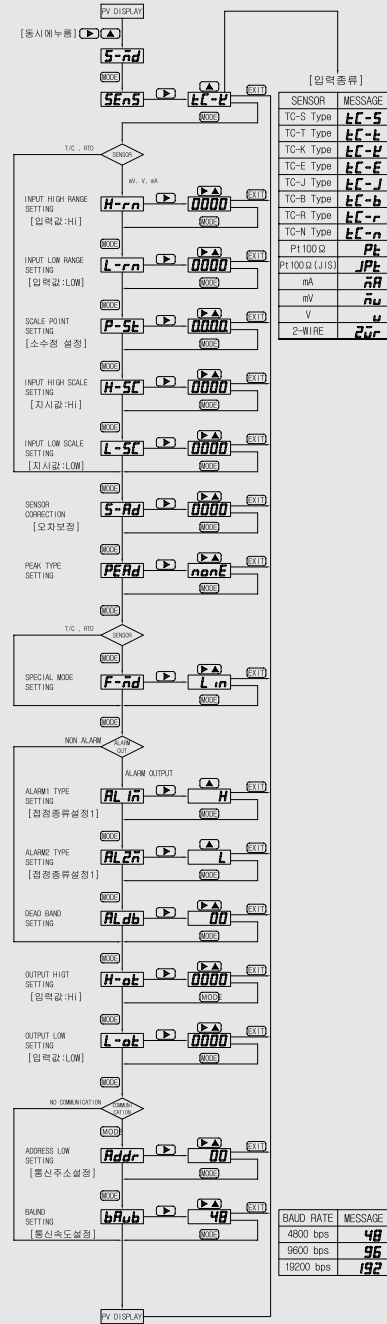 PV DISPLAY
[동시에누름]
S-md
MODE
SEnS
tC-K
EXIT
MODE
T/C . RTD
SENSOR
mV. V. mA
INPUT HIGH RANGE
SETTING
[입력값:Hi]
H-rn
0000
EXIT
MODE
MODE
INPUT LOW RANGE
SETTING
[입력값:LOW]
L-rn
0000
EXIT
MODE
MODE
SCALE POINT
SETTING
[소수점 설정]
P-St
0.0.0.0.
EXIT
MODE
MODE
INPUT HIGH SCALE
SETTING
[지시값:Hi]
H-SC
0000
EXIT
MODE
MODE
INPUT LOW SCALE
SETTING
[지시값:LOW]
L-SC
0000
EXIT
MODE
MODE
SENSOR
CORRECTION
[오차보정]
S-Ad
0000
EXIT
MODE
MODE
PEAK TYPE
SETTING
PEAd
nonE
EXIT
MODE
MODE
T/C . RTD
SENSOR
MODE
SPECIAL MODE
SETTING
F-md
Lin
EXIT
MODE
MODE
NON ALARM
ALARM
OUT
ALARM OUTPUT
ALARM1 TYPE
SETTING
[접점종류설정1]
AL1m
H
EXIT
MODE
MODE
ALARM2 TYPE
SETTING
[접점종류설정1]
AL2m
L
EXIT
MODE
MODE
DEAD BAND
SETTING
ALdb
00
EXIT
MODE
MODE
OUTPUT HIGT
SETTING
[입력값:Hi]
H-ot
0000
EXIT
MODE
MODE
OUTPUT LOW
SETTING
[입력값:LOW]
L-ot
0000
EXIT
MODE
MODE
NO COMMUNICATION
COMMUNI
CATION
MODE
ADDRESS LOW
SETTING
[통신주소설정]
Addr
00
EXIT
MODE
MODE
BAUND
SETTING
[통신속도설정]
bAub
48
EXIT
MODE
PV DISPLAY
[입력종류]
SENSOR MESSAGE
TC-S Type tC-S
TC-T Type tC-t
TC-K Type tC-K
TC-E Type tC-E
TC-J Type tC-J
TC-B Type tC-b
TC-R Type tC-r
TC-N Type tC-n
Pt100Ω Pt
Pt100Ω(JIS) JPt
mA mA
mV mu
V u
2-WIRE 2wr
BAUD RATE MESSAGE
4800 bps 48
9600 bps 96
19200 bps 192